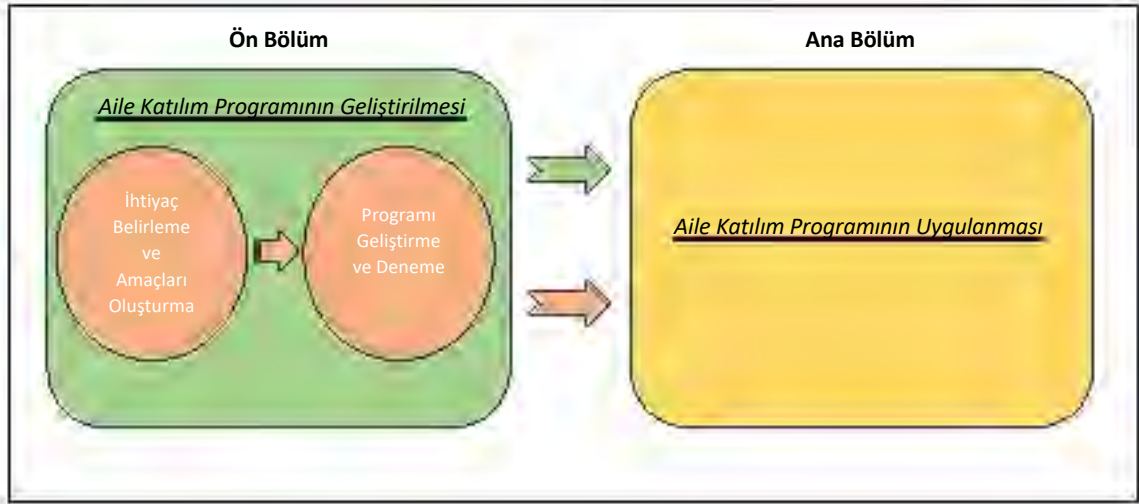 Ön Bölüm
Ana Bölüm
Aile Katılım Programının Geliştirilmesi
İhtiyaç
Belirleme
ve
Amaçları
Oluşturma
Programı
Geliştirme
ve Deneme
Aile Katılım Programının Uygulanması